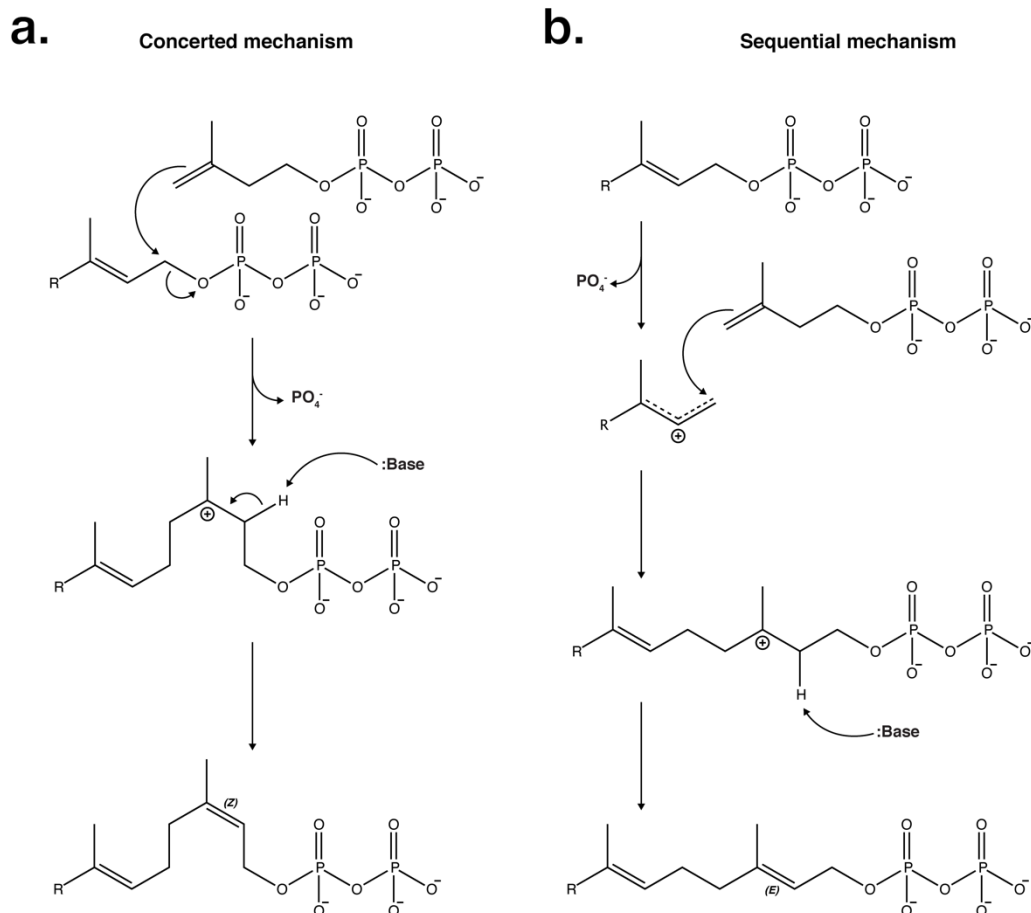 a.
Concerted mechanism
O O
O P O P O⁻
O⁻ O⁻
O O
R O P O P O⁻
O⁻ O⁻
PO₄⁻
H :Base
⊕
O O
R O P O P O⁻
O⁻ O⁻
(Z)
O O
R O P O P O⁻
O⁻ O⁻
b.
Sequential mechanism
O O
R O P O P O⁻
O⁻ O⁻
PO₄⁻
O O
O P O P O⁻
O⁻ O⁻
R ⊕
O O
R ⊕ O P O P O⁻
H O⁻ O⁻
:Base
O O
R (E) O P O P O⁻
O⁻ O⁻